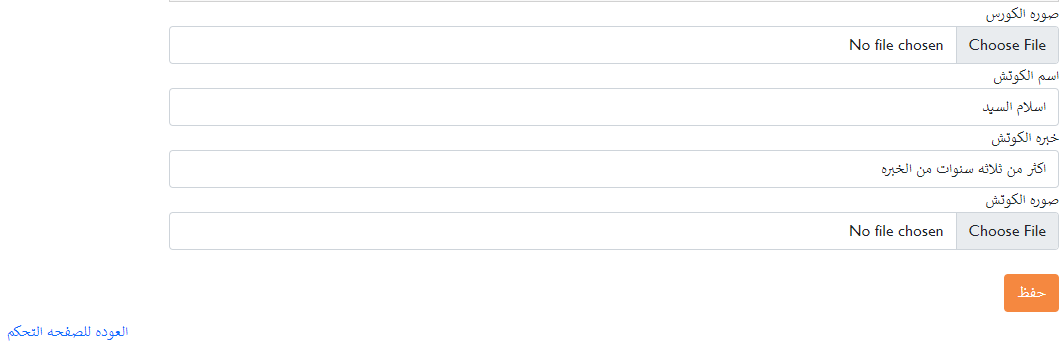 صوره الكورس
Choose File No file chosen
اسم الكوتش
اسلام السيد
خبره الكوتش
اكثر من ثلاثه سنوات من الخبره
صوره الكوتش
Choose File No file chosen
حفظ
العوده للصفحه التحكم